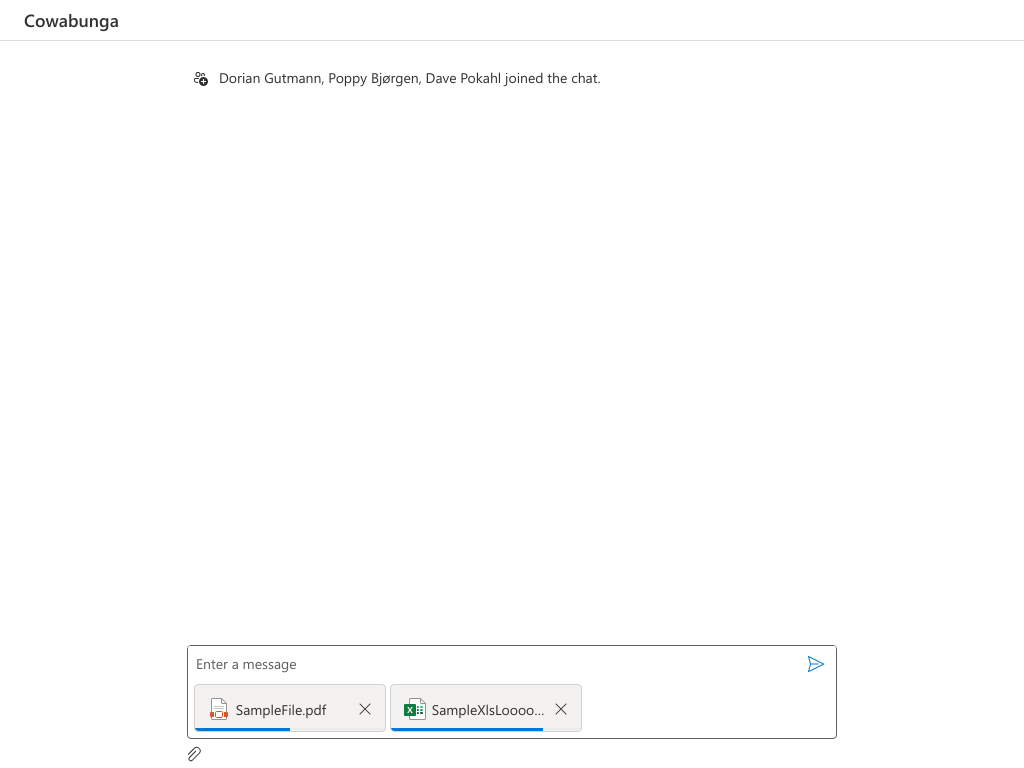 Cowabunga
Dorian Gutmann, Poppy Bjørgen, Dave Pokahl joined the chat.
Enter a message
SampleFile.pdf
SampleXlsLoooo...